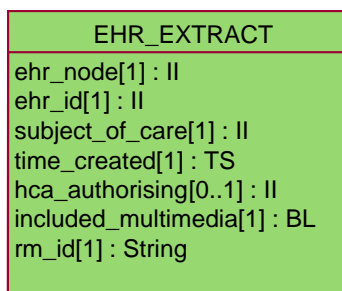 EHR_EXTRACT
ehr_node[1] : II
ehr_id[1] : II
subject_of_care[1] : II
time_created[1] : TS
hca_authorising[0..1] : II
included_multimedia[1] : BL
rm_id[1] : String